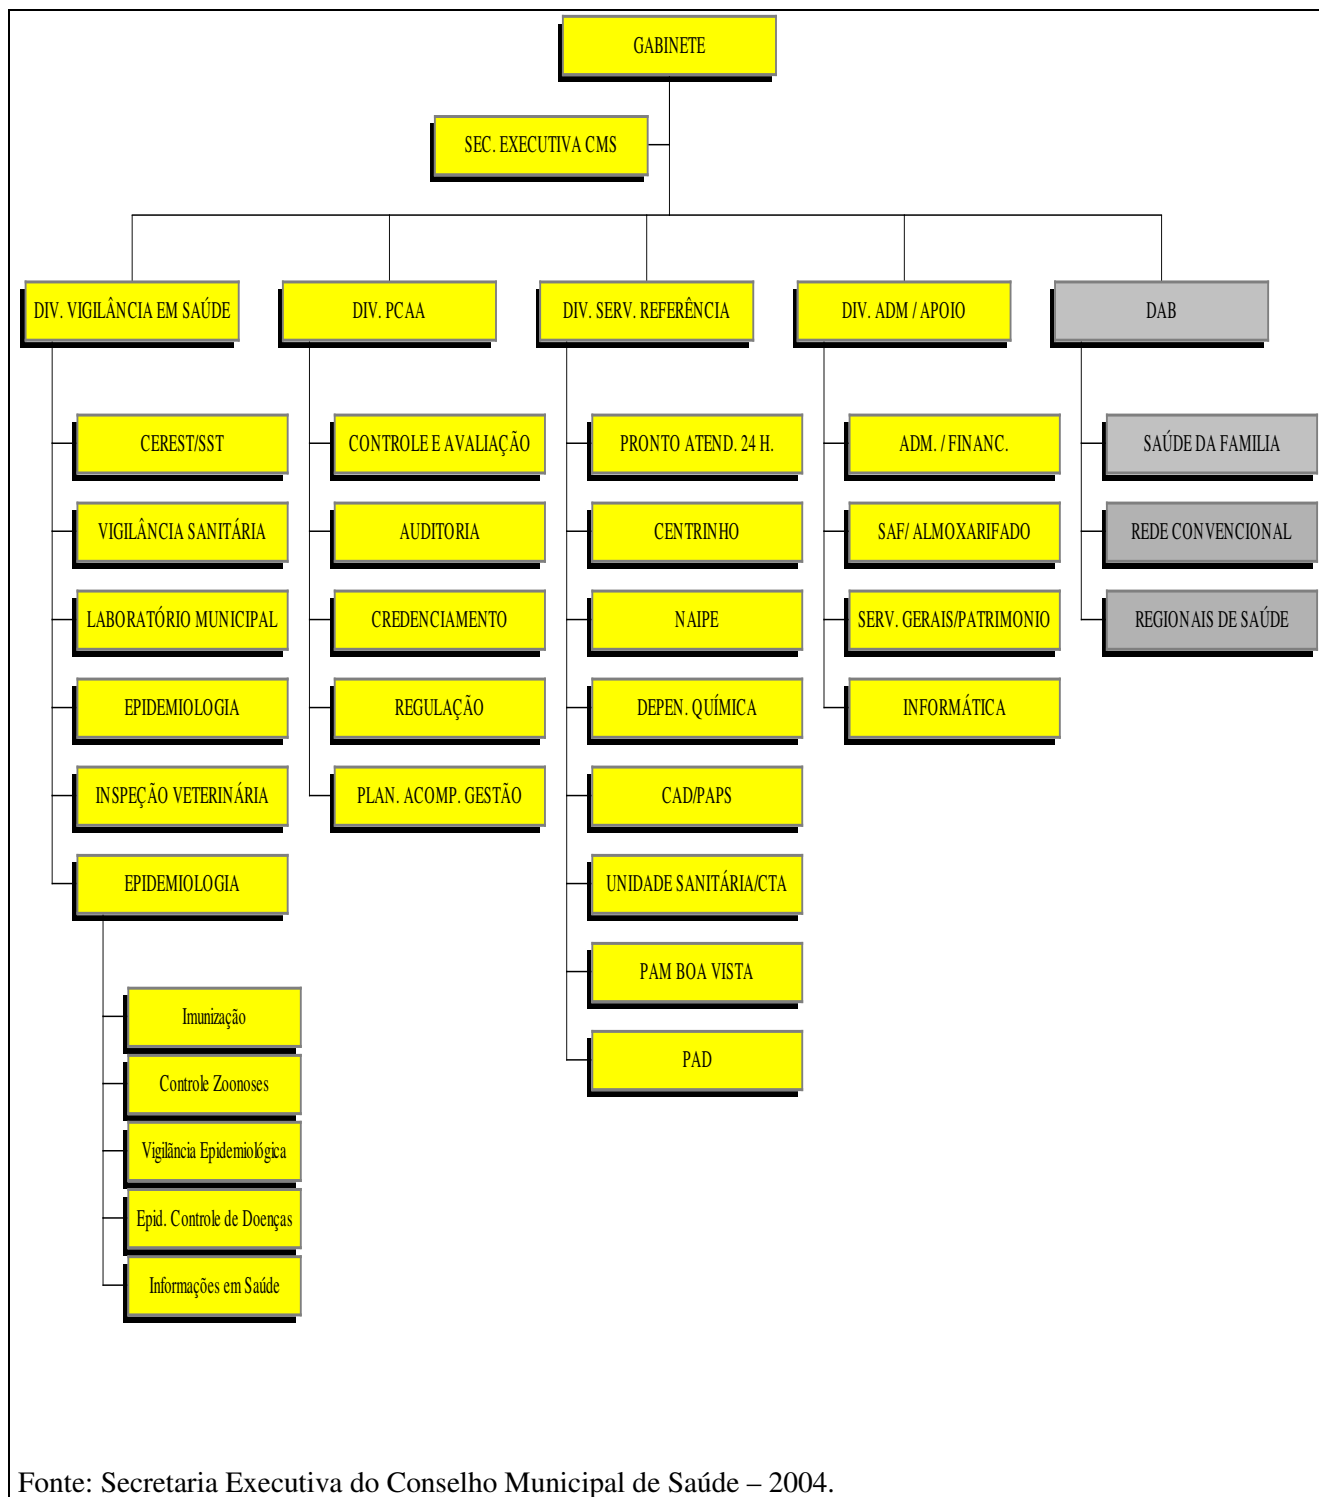 GABINETE
SEC. EXECUTIVA CMS
DIV. VIGILÂNCIA EM SAÚDE
DIV. PCAA
DIV. SERV. REFERÊNCIA
DIV. ADM / APOIO
DAB
CEREST/SST
VIGILÂNCIA SANITÁRIA
LABORATÓRIO MUNICIPAL
EPIDEMIOLOGIA
INSPEÇÃO VETERINÁRIA
EPIDEMIOLOGIA
Imunização
Controle Zoonoses
Vigilãncia Epidemiológica
Epid. Controle de Doenças
Informações em Saúde
CONTROLE E AVALIAÇÃO
AUDITORIA
CREDENCIAMENTO
REGULAÇÃO
PLAN. ACOMP. GESTÃO
PRONTO ATEND. 24 H.
CENTRINHO
NAIPE
DEPEN. QUÍMICA
CAD/PAPS
UNIDADE SANITÁRIA/CTA
PAM BOA VISTA
PAD
ADM. / FINANC.
SAF/ ALMOXARIFADO
SERV. GERAIS/PATRIMONIO
INFORMÁTICA
SAÚDE DA FAMILIA
REDE CONVENCIONAL
REGIONAIS DE SAÚDE
Fonte: Secretaria Executiva do Conselho Municipal de Saúde – 2004.